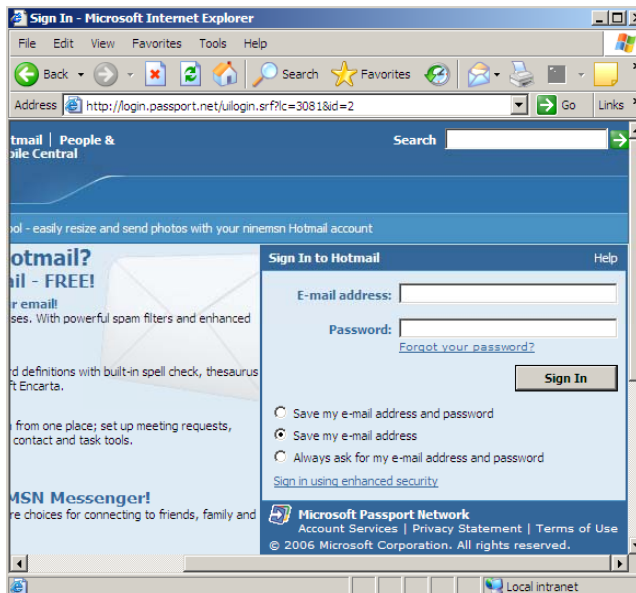 Sign In - Microsoft Internet Explorer
File Edit View Favorites Tools Help
Back Search Favorites
Address http://login.passport.net/uilogin.srf?lc=3081&id=2 Go Links
tmail | People &
bile Central
Search
ool - easily resize and send photos with your ninemsn Hotmail account
otmail?
ail - FREE!
r email!
ses. With powerful spam filters and enhanced
rd definitions with built-in spell check, thesaurus
ft Encarta.
from one place; set up meeting requests,
contact and task tools.
MSN Messenger!
re choices for connecting to friends, family and
Sign In to Hotmail Help
E-mail address:
Password:
Forgot your password?
Sign In
Save my e-mail address and password
Save my e-mail address
Always ask for my e-mail address and password
Sign in using enhanced security
Microsoft Passport Network
Account Services | Privacy Statement | Terms of Use
© 2006 Microsoft Corporation. All rights reserved.
Local intranet